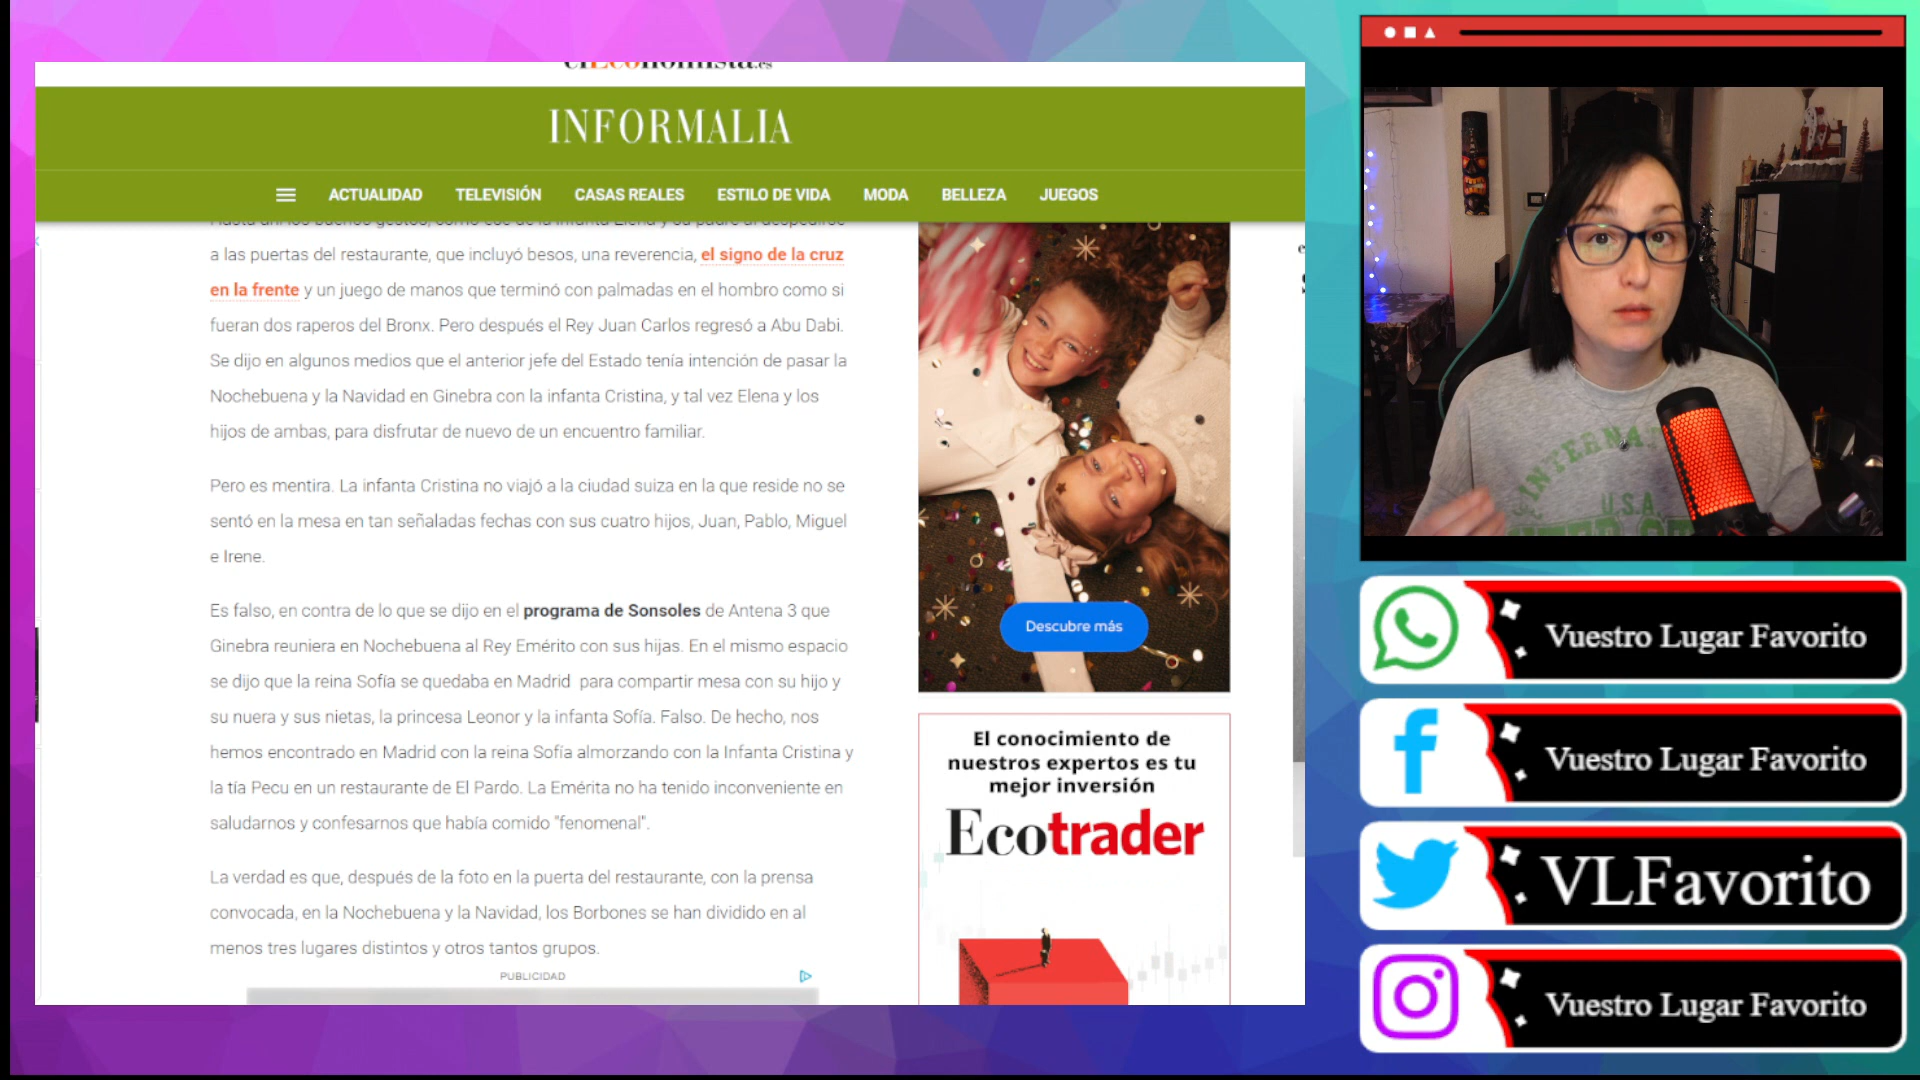 elEconomista.es
INFORMALIA
ACTUALIDAD TELEVISIÓN CASAS REALES ESTILO DE VIDA MODA BELLEZA JUEGOS
a las puertas del restaurante, que incluyó besos, una reverencia, el signo de la cruz
en la frente y un juego de manos que terminó con palmadas en el hombro como si
fueran dos raperos del Bronx. Pero después el Rey Juan Carlos regresó a Abu Dabi.
Se dijo en algunos medios que el anterior jefe del Estado tenía intención de pasar la
Nochebuena y la Navidad en Ginebra con la infanta Cristina, y tal vez Elena y los
hijos de ambas, para disfrutar de nuevo de un encuentro familiar.
Pero es mentira. La infanta Cristina no viajó a la ciudad suiza en la que reside no se
sentó en la mesa en tan señaladas fechas con sus cuatro hijos, Juan, Pablo, Miguel
e Irene.
Es falso, en contra de lo que se dijo en el programa de Sonsoles de Antena 3 que
Ginebra reuniera en Nochebuena al Rey Emérito con sus hijas. En el mismo espacio
se dijo que la reina Sofía se quedaba en Madrid para compartir mesa con su hijo y
su nuera y sus nietas, la princesa Leonor y la infanta Sofía. Falso. De hecho, nos
hemos encontrado en Madrid con la reina Sofía almorzando con la Infanta Cristina y
la tía Pecu en un restaurante de El Pardo. La Emérita no ha tenido inconveniente en
saludarnos y confesarnos que había comido "fenomenal".
La verdad es que, después de la foto en la puerta del restaurante, con la prensa
convocada, en la Nochebuena y la Navidad, los Borbones se han dividido en al
menos tres lugares distintos y otros tantos grupos.
PUBLICIDAD
Descubre más
El conocimiento de
nuestros expertos es tu
mejor inversión
Ecotrader
U.S.A.
Vuestro Lugar Favorito
Vuestro Lugar Favorito
VLFavorito
Vuestro Lugar Favorito